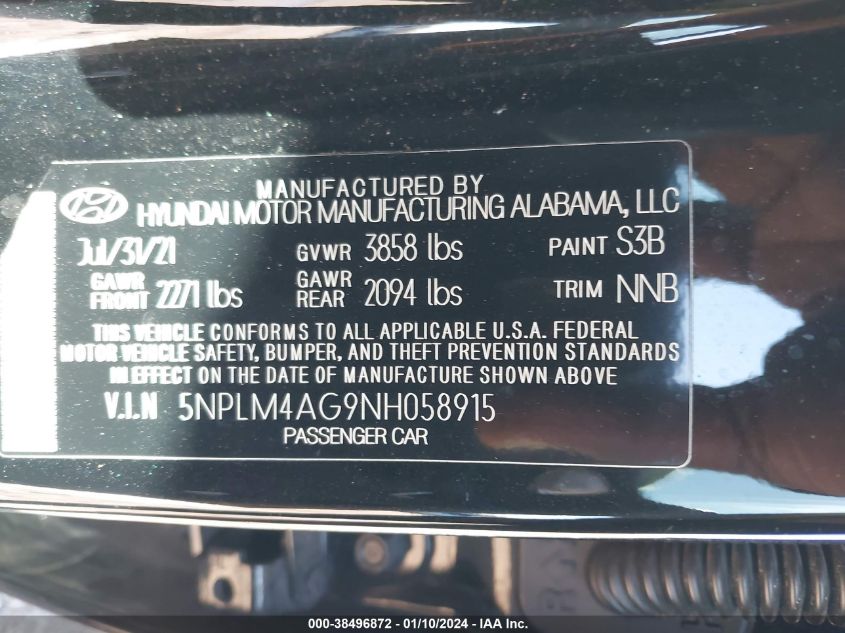 MANUFACTURED BY
HYUNDAI MOTOR MANUFACTURING ALABAMA, LLC
Jul/31/21 GVWR 3858 lbs PAINT S3B
GAWR FRONT 2271 lbs GAWR REAR 2094 lbs TRIM NNB
THIS VEHICLE CONFORMS TO ALL APPLICABLE U.S.A. FEDERAL
MOTOR VEHICLE SAFETY, BUMPER, AND THEFT PREVENTION STANDARDS
IN EFFECT ON THE DATE OF MANUFACTURE SHOWN ABOVE
V.I.N 5NPLM4AG9NH058915
PASSENGER CAR
000-38496872 - 01/10/2024 - IAA Inc.